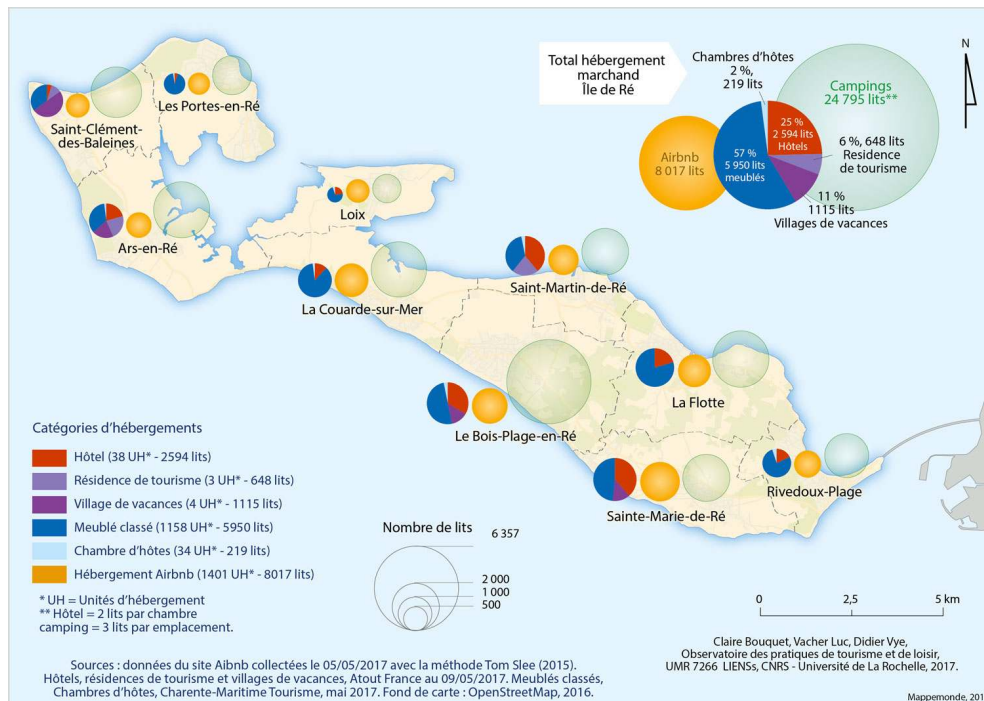 Total hébergement
marchand
Île de Ré
Chambres d'hôtes
2 %,
219 lits
Campings
24 795 lits**
25 %
2 594 lits
Hôtels
6 %, 648 lits
Residence
de tourisme
Airbnb
8 017 lits
57 %
5 950 lits
meublés
11 %
1115 lits
Villages de vacances
N
Les Portes-en-Ré
Saint-Clément-
des-Baleines
Loix
Ars-en-Ré
Saint-Martin-de-Ré
La Couarde-sur-Mer
La Flotte
Le Bois-Plage-en-Ré
Rivedoux-Plage
Sainte-Marie-de-Ré
Catégories d'hébergements
Hôtel (38 UH* - 2594 lits)
Résidence de tourisme (3 UH* - 648 lits)
Village de vacances (4 UH* - 1115 lits)
Meublé classé (1158 UH* - 5950 lits)
Chambre d'hôtes (34 UH* - 219 lits)
Hébergement Airbnb (1401 UH* - 8017 lits)
* UH = Unités d'hébergement
** Hôtel = 2 lits par chambre
camping = 3 lits par emplacement.
Nombre de lits
6 357
2 000
1 000
500
0 2,5 5 km
Claire Bouquet, Vacher Luc, Didier Vye,
Observatoire des pratiques de tourisme et de loisir,
UMR 7266 LIENSs, CNRS - Université de La Rochelle, 2017.
Sources : données du site Aibnb collectées le 05/05/2017 avec la méthode Tom Slee (2015).
Hôtels, résidences de tourisme et villages de vacances, Atout France au 09/05/2017. Meublés classés,
Chambres d'hôtes, Charente-Maritime Tourisme, mai 2017. Fond de carte : OpenStreetMap, 2016.
Mappemonde, 201